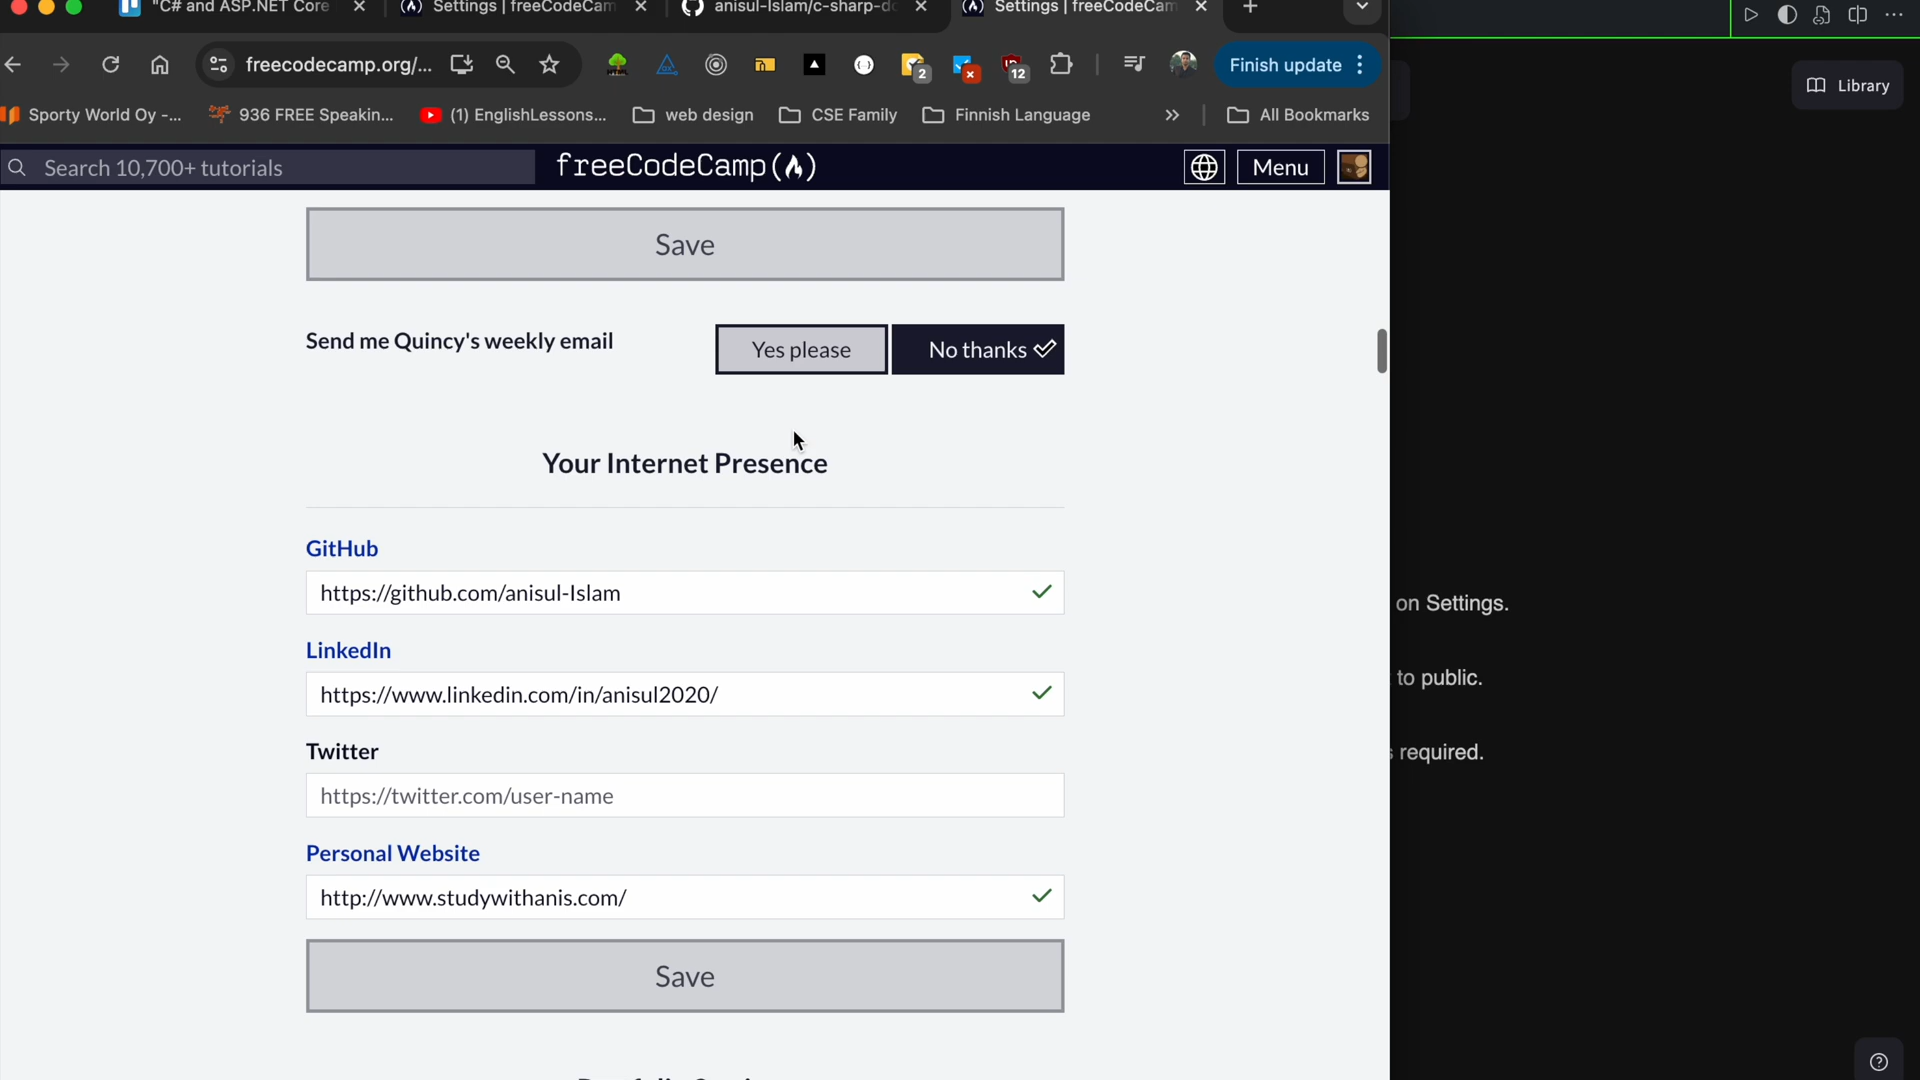 "C# and ASP.NET Core
Settings | freeCodeCam
anisul-Islam/c-sharp-do
Settings | freeCodeCam
freecodecamp.org/...
2
12
Finish update
Sporty World Oy -...
936 FREE Speakin...
(1) EnglishLessons...
web design
CSE Family
Finnish Language
»
All Bookmarks
Library
Search 10,700+ tutorials
freeCodeCamp
Menu
Save
Send me Quincy's weekly email
Yes please
No thanks
Your Internet Presence
GitHub
https://github.com/anisul-Islam
LinkedIn
https://www.linkedin.com/in/anisul2020/
Twitter
https://twitter.com/user-name
Personal Website
http://www.studywithanis.com/
Save
on Settings.
to public.
required.